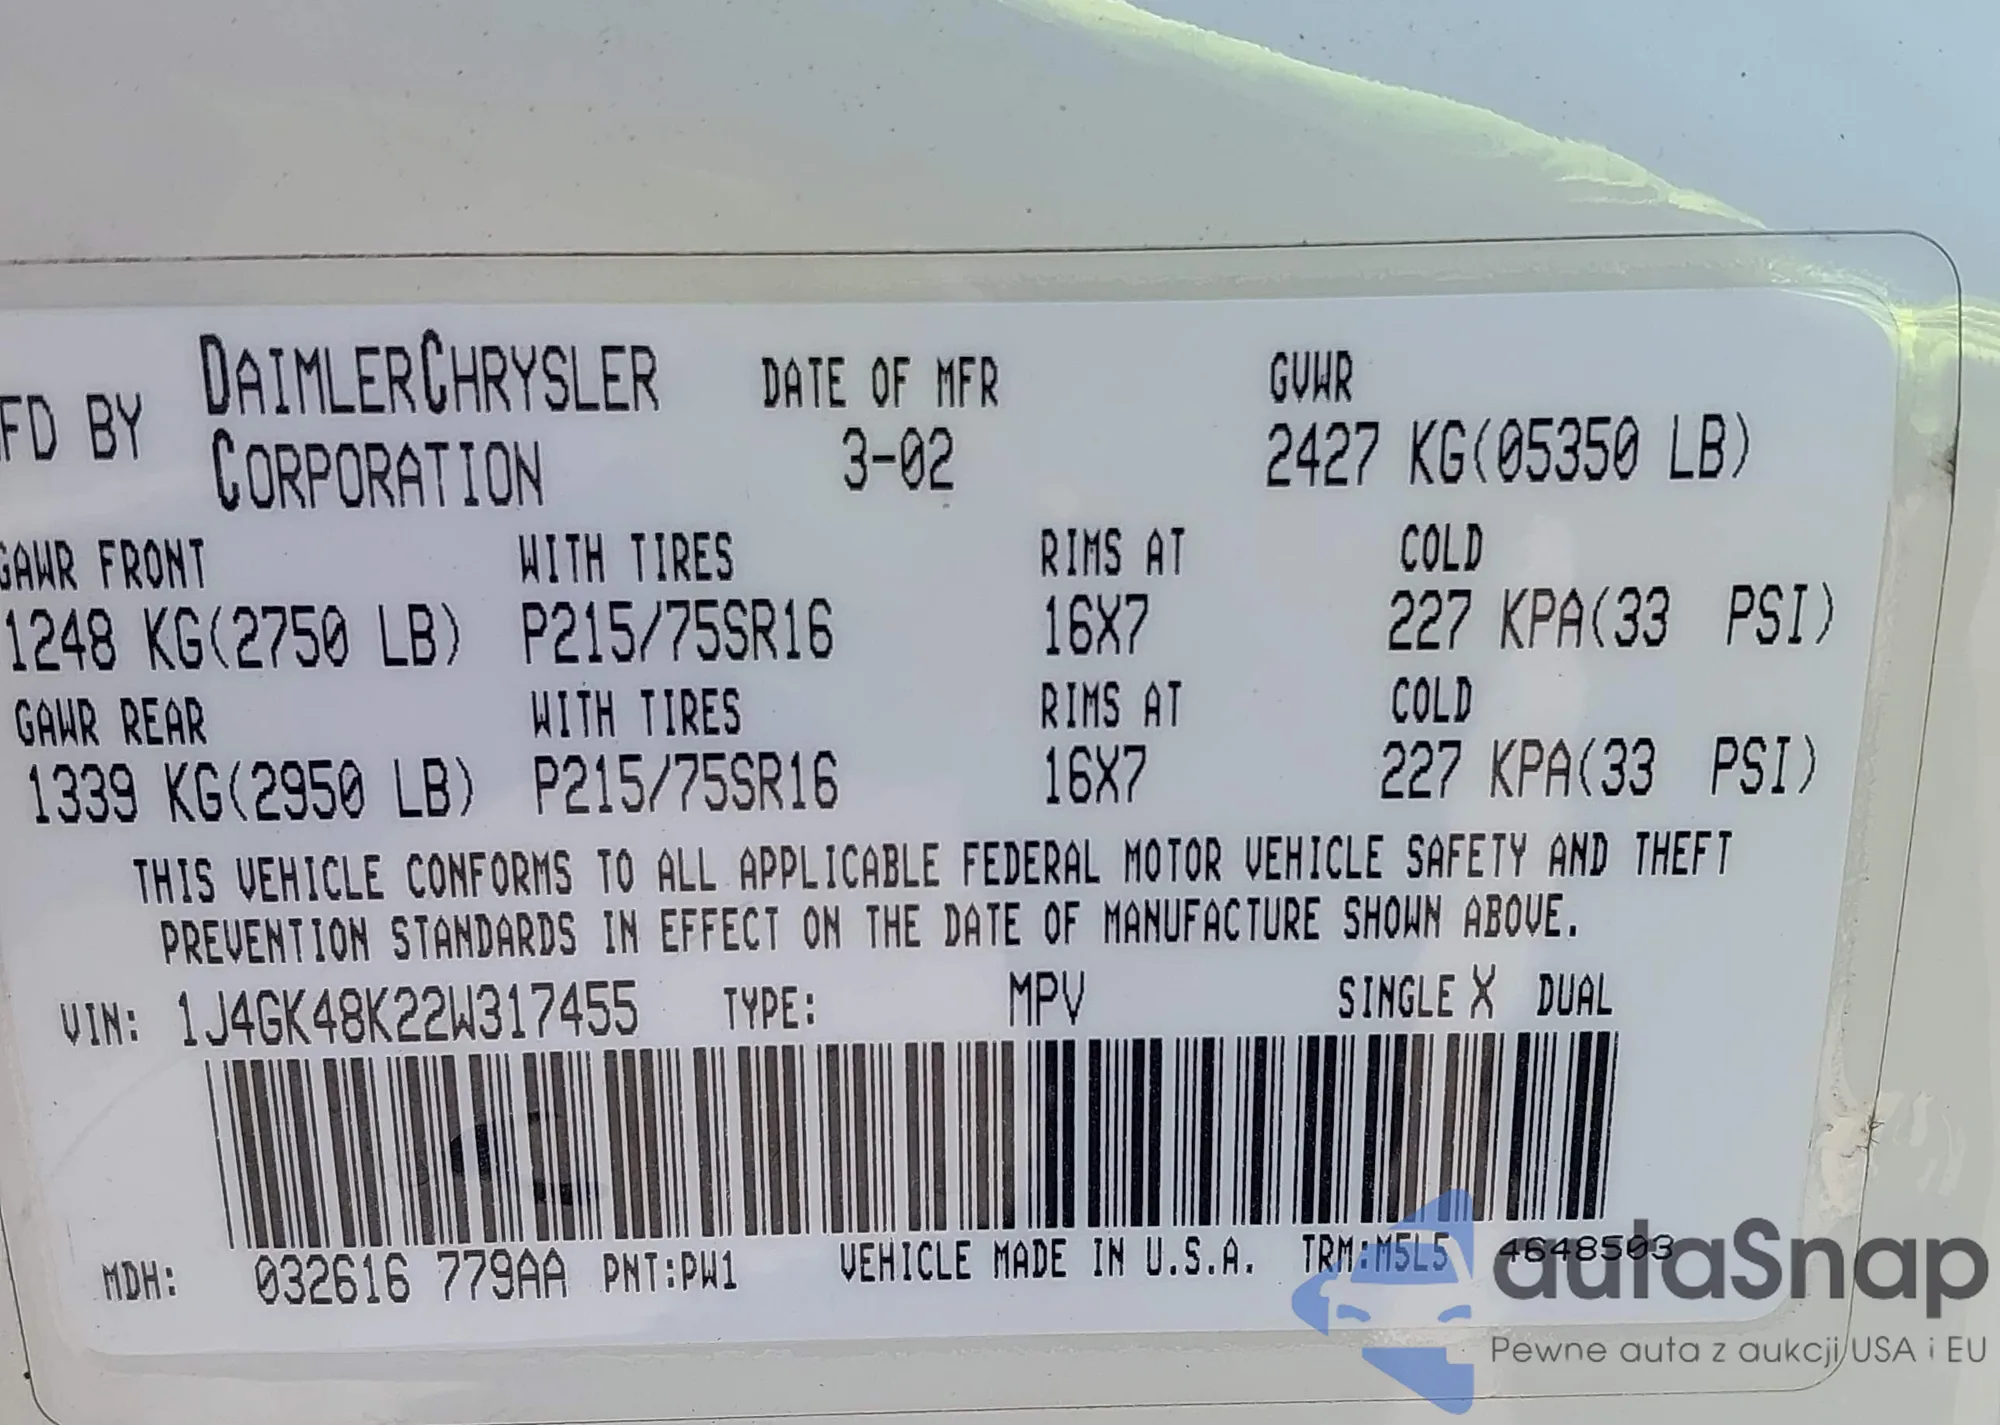 FD BY DAIMLERCHRYSLER CORPORATION DATE OF MFR 3-02 GVWR 2427 KG(05350 LB)
GAWR FRONT WITH TIRES RIMS AT COLD
1248 KG(2750 LB) P215/75SR16 16X7 227 KPA(33 PSI)
GAWR REAR WITH TIRES RIMS AT COLD
1339 KG(2950 LB) P215/75SR16 16X7 227 KPA(33 PSI)
THIS VEHICLE CONFORMS TO ALL APPLICABLE FEDERAL MOTOR VEHICLE SAFETY AND THEFT
PREVENTION STANDARDS IN EFFECT ON THE DATE OF MANUFACTURE SHOWN ABOVE.
VIN: 1J4GK48K22W317455 TYPE: MPV SINGLE X DUAL
MDH: 032616 779AA PNT:PW1 VEHICLE MADE IN U.S.A. TRM:M5L5 4648503
autaSnap
Pewne auta z aukcji USA i EU